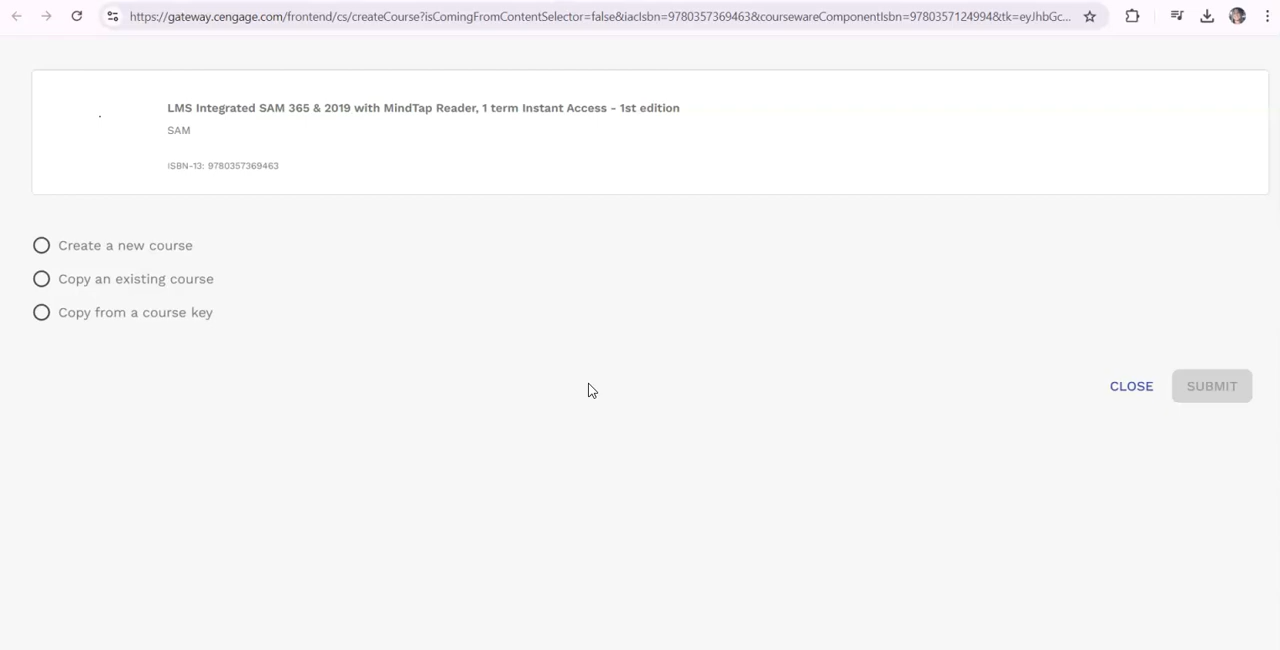 https://gateway.cengage.com/frontend/cs/createCourse?isComingFromContentSelector=false&iacIsbn=9780357369463&coursewareComponentIsbn=9780357124994&tk=eyJhbGc...
LMS Integrated SAM 365 & 2019 with MindTap Reader, 1 term Instant Access - 1st edition
SAM
ISBN-13: 9780357369463
Create a new course
Copy an existing course
Copy from a course key
CLOSE
SUBMIT